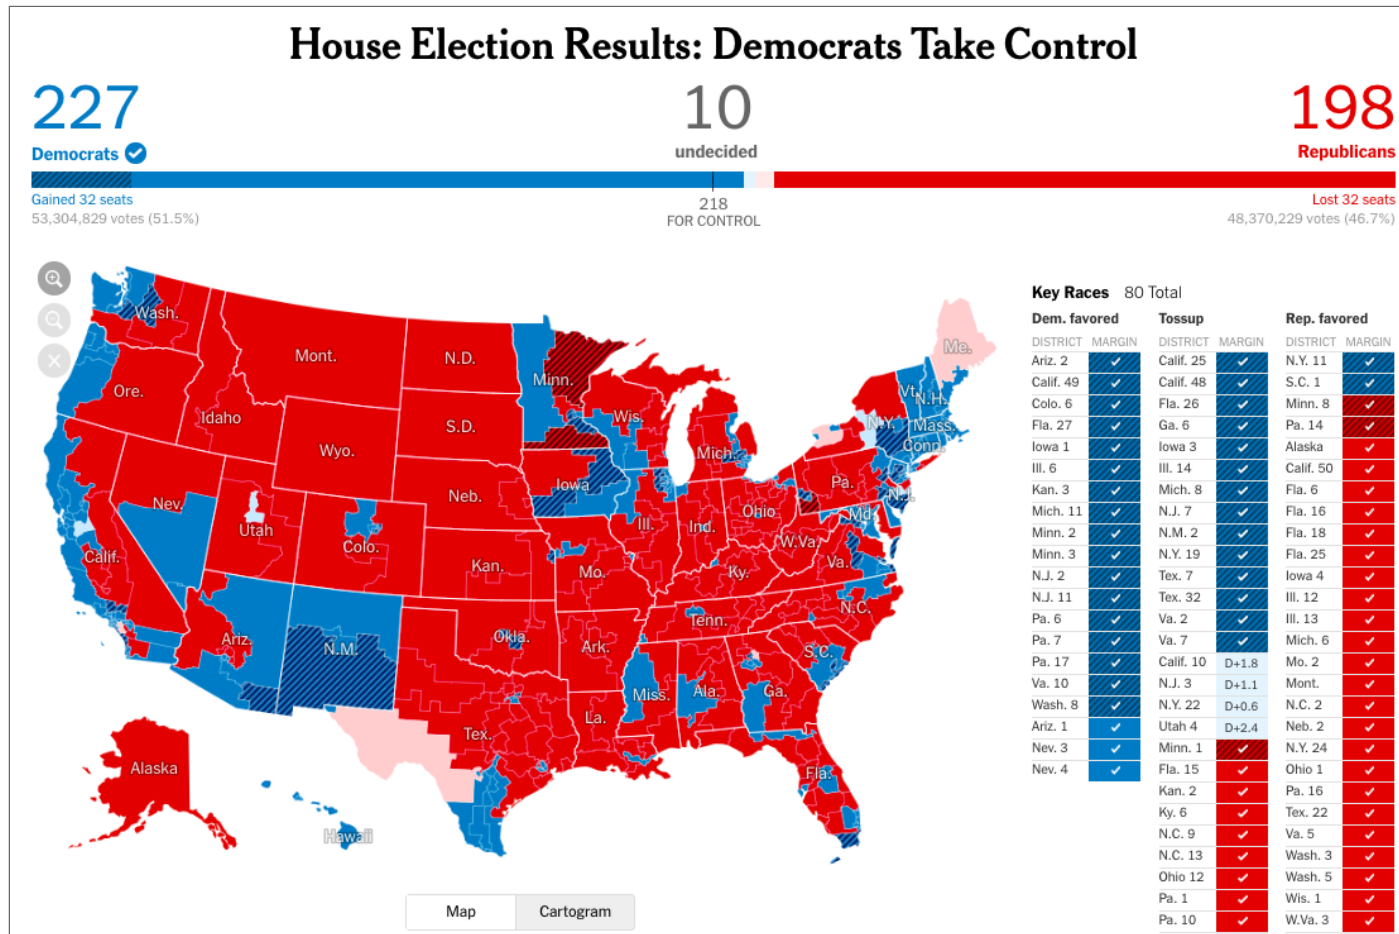 House Election Results: Democrats Take Control
227
10
198
Democrats
undecided
Republicans
Gained 32 seats
218
Lost 32 seats
53,304,829 votes (51.5%)
FOR CONTROL
48,370,229 votes (46.7%)
Wash.
Mont.
N.D.
Me.
Ore.
Idaho
Minn.
Vt.
N.H.
S.D.
Wis.
N.Y.
Mass.
Wyo.
Mich.
Conn.
Nev.
Neb.
Iowa
Pa.
N.J.
Utah
Colo.
Ill.
Ind.
Ohio
Md.
Calif.
Kan.
Mo.
Ky.
W.Va.
Va.
Ariz.
N.M.
Okla.
Ark.
Tenn.
N.C.
S.C.
Miss.
Ala.
Ga.
Tex.
La.
Alaska
Fla.
Hawaii
Map
Cartogram
Key Races 80 Total
Dem. favored
DISTRICT MARGIN
Ariz. 2
Calif. 49
Colo. 6
Fla. 27
Iowa 1
Ill. 6
Kan. 3
Mich. 11
Minn. 2
Minn. 3
N.J. 2
N.J. 11
Pa. 6
Pa. 7
Pa. 17
Va. 10
Wash. 8
Ariz. 1
Nev. 3
Nev. 4
Tossup
DISTRICT MARGIN
Calif. 25
Calif. 48
Fla. 26
Ga. 6
Iowa 3
Ill. 14
Mich. 8
N.J. 7
N.M. 2
N.Y. 19
Tex. 7
Tex. 32
Va. 2
Va. 7
Calif. 10 D+1.8
N.J. 3 D+1.1
N.Y. 22 D+0.6
Utah 4 D+2.4
Minn. 1
Fla. 15
Kan. 2
Ky. 6
N.C. 9
N.C. 13
Ohio 12
Pa. 1
Pa. 10
Rep. favored
DISTRICT MARGIN
N.Y. 11
S.C. 1
Minn. 8
Pa. 14
Alaska
Calif. 50
Fla. 6
Fla. 16
Fla. 18
Fla. 25
Iowa 4
Ill. 12
Ill. 13
Mich. 6
Mo. 2
Mont.
N.C. 2
Neb. 2
N.Y. 24
Ohio 1
Pa. 16
Tex. 22
Va. 5
Wash. 3
Wash. 5
Wis. 1
W.Va. 3